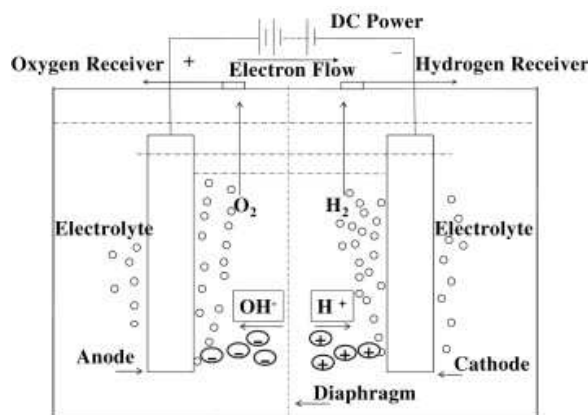 DC Power
+
−
Oxygen Receiver
Electron Flow
Hydrogen Receiver
O₂
H₂
Electrolyte
Electrolyte
OH⁻
H⁺
− − − −
+ + + +
Anode
Cathode
Diaphragm